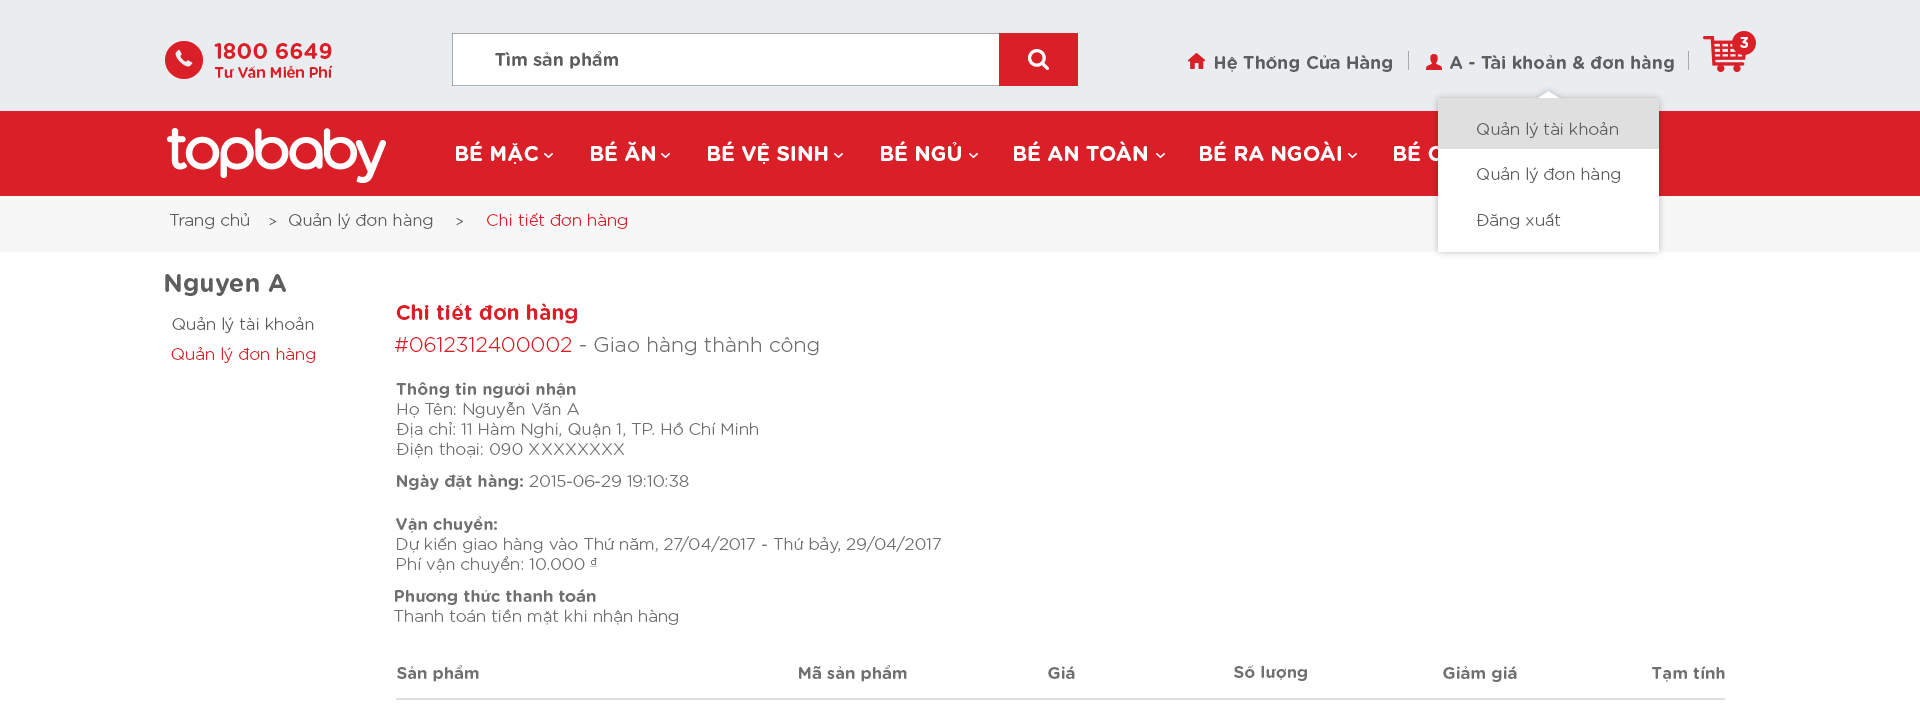 1800 6649
Tư Vấn Miễn Phí
Tìm sản phẩm
Hệ Thống Cửa Hàng
A - Tài khoản & đơn hàng
3
topbaby
BÉ MẶC
BÉ ĂN
BÉ VỆ SINH
BÉ NGỦ
BÉ AN TOÀN
BÉ RA NGOÀI
BÉ
Quản lý tài khoản
Quản lý đơn hàng
Đăng xuất
Trang chủ > Quản lý đơn hàng > Chi tiết đơn hàng
Nguyen A
Quản lý tài khoản
Quản lý đơn hàng
Chi tiết đơn hàng
#0612312400002 - Giao hàng thành công
Thông tin người nhận
Họ Tên: Nguyễn Văn A
Địa chỉ: 11 Hàm Nghi, Quận 1, TP. Hồ Chí Minh
Điện thoại: 090 XXXXXXXX
Ngày đặt hàng: 2015-06-29 19:10:38
Vận chuyển:
Dự kiến giao hàng vào Thứ năm, 27/04/2017 - Thứ bảy, 29/04/2017
Phí vận chuyển: 10.000 ₫
Phương thức thanh toán
Thanh toán tiền mặt khi nhận hàng
Sản phẩm Mã sản phẩm Giá Số lượng Giảm giá Tạm tính